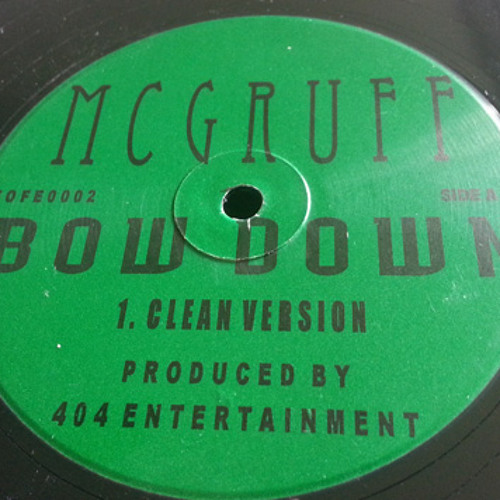 MCGRUFF
OFE0002 SIDE A
BOW DOWN
1. CLEAN VERSION
PRODUCED BY
404 ENTERTAINMENT